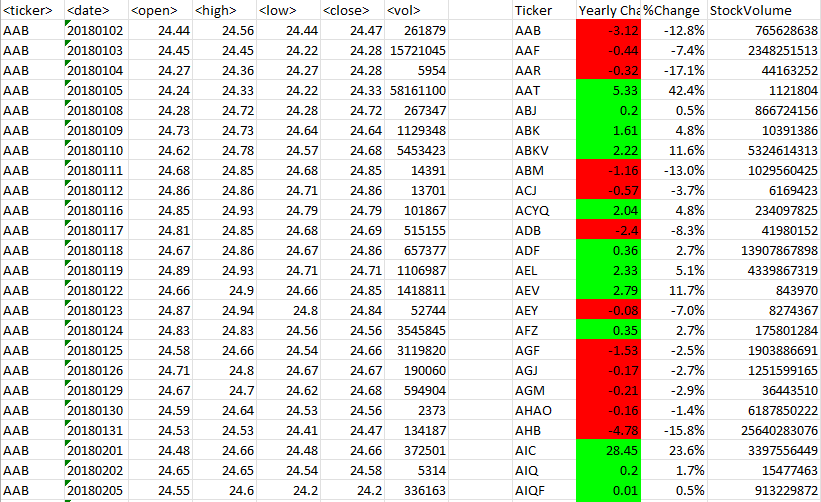 <ticker> <date> <open> <high> <low> <close> <vol> Ticker Yearly Cha %Change StockVolume
AAB 20180102 24.44 24.56 24.44 24.47 261879 AAB -3.12 -12.8% 765628638
AAB 20180103 24.45 24.45 24.22 24.28 15721045 AAF -0.44 -7.4% 2348251513
AAB 20180104 24.27 24.36 24.27 24.28 5954 AAR -0.32 -17.1% 44163252
AAB 20180105 24.24 24.33 24.22 24.33 58161100 AAT 5.33 42.4% 1121804
AAB 20180108 24.28 24.72 24.28 24.72 267347 ABJ 0.2 0.5% 866724156
AAB 20180109 24.73 24.73 24.64 24.64 1129348 ABK 1.61 4.8% 10391386
AAB 20180110 24.62 24.78 24.57 24.68 5453423 ABKV 2.22 11.6% 5324614313
AAB 20180111 24.68 24.85 24.68 24.85 14391 ABM -1.16 -13.0% 1029560425
AAB 20180112 24.86 24.86 24.71 24.86 13701 ACJ -0.57 -3.7% 6169423
AAB 20180116 24.85 24.93 24.79 24.79 101867 ACYQ 2.04 4.8% 234097825
AAB 20180117 24.81 24.85 24.68 24.69 515155 ADB -2.4 -8.3% 41980152
AAB 20180118 24.67 24.86 24.67 24.86 657377 ADF 0.36 2.7% 13907867898
AAB 20180119 24.89 24.93 24.71 24.71 1106987 AEL 2.33 5.1% 4339867319
AAB 20180122 24.66 24.9 24.66 24.85 1418811 AEV 2.79 11.7% 843970
AAB 20180123 24.87 24.94 24.8 24.84 52744 AEY -0.08 -7.0% 8274367
AAB 20180124 24.83 24.83 24.56 24.56 3545845 AFZ 0.35 2.7% 175801284
AAB 20180125 24.58 24.66 24.54 24.66 3119820 AGF -1.53 -2.5% 1903886691
AAB 20180126 24.71 24.8 24.67 24.67 190060 AGJ -0.17 -2.7% 1251599165
AAB 20180129 24.67 24.7 24.62 24.68 594904 AGM -0.21 -2.9% 36443510
AAB 20180130 24.59 24.64 24.53 24.56 2373 AHAO -0.16 -1.4% 6187850222
AAB 20180131 24.53 24.53 24.41 24.47 134187 AHB -4.78 -15.8% 25640283076
AAB 20180201 24.48 24.66 24.48 24.66 372501 AIC 28.45 23.6% 3397556449
AAB 20180202 24.65 24.65 24.54 24.58 5314 AIQ 0.2 1.7% 15477463
AAB 20180205 24.55 24.6 24.2 24.2 336163 AIQF 0.01 0.5% 913229872